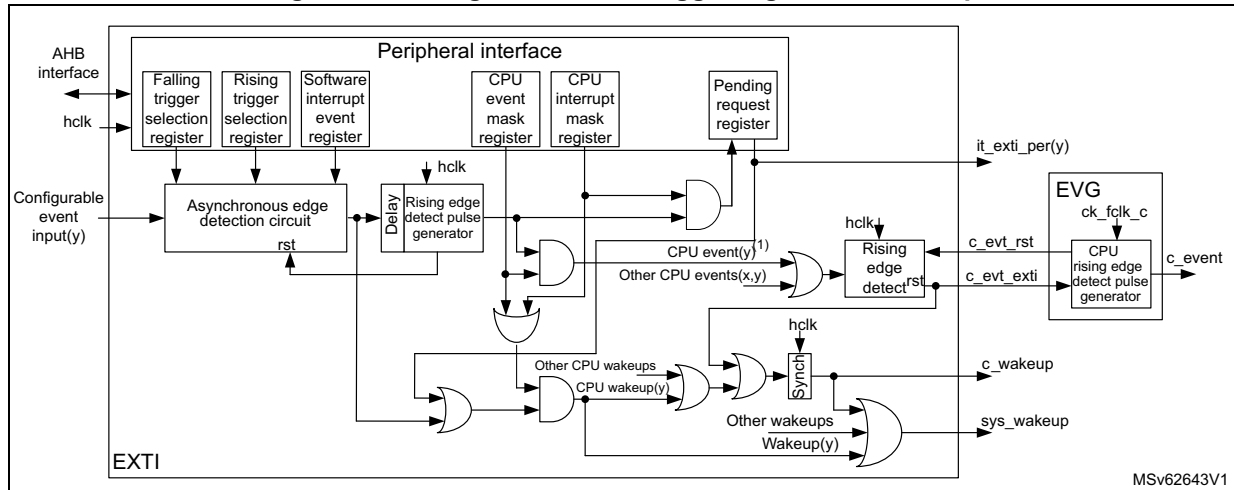 Peripheral interface
AHB
interface
hclk
Falling
trigger
selection
register
Rising
trigger
selection
register
Software
interrupt
event
register
CPU
event
mask
register
CPU
interrupt
mask
register
Pending
request
register
it_exti_per(y)
Configurable
event
input(y)
Asynchronous edge
detection circuit
rst
hclk
Delay
Rising edge
detect pulse
generator
CPU event(y)(1)
Other CPU events(x,y)
hclk
Rising
edge
detect
rst
c_evt_rst
c_evt_exti
EVG
ck_fclk_c
CPU
rising edge
detect pulse
generator
c_event
Other CPU wakeups
CPU wakeup(y)
hclk
Synch
c_wakeup
Other wakeups
Wakeup(y)
sys_wakeup
EXTI
MSv62643V1